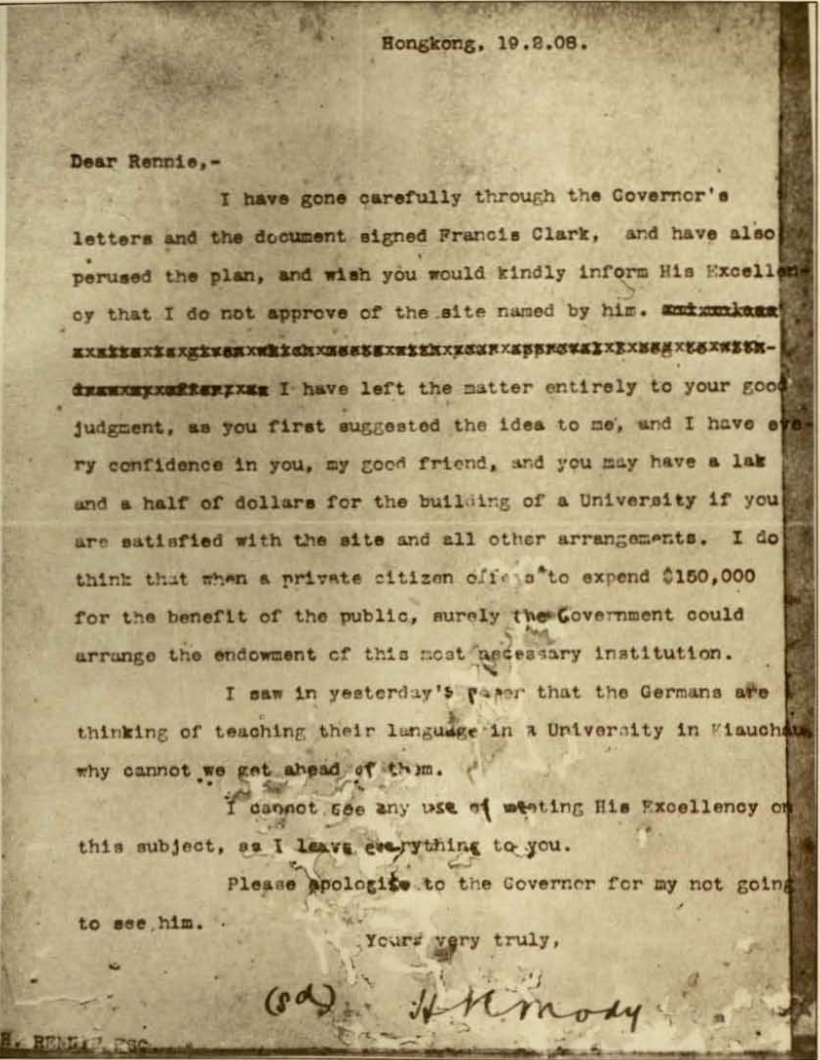 Hongkong, 19.2.08.
Dear Rennie,-
I have gone carefully through the Governor's
letters and the document signed Francis Clark, and have also
perused the plan, and wish you would kindly inform His Excellen-
cy that I do not approve of the site named by him.
I have left the matter entirely to your good
judgment, as you first suggested the idea to me, and I have eve-
ry confidence in you, my good friend, and you may have a lak
and a half of dollars for the building of a University if you
are satisfied with the site and all other arrangements. I do
think that when a private citizen offers to expend $150,000
for the benefit of the public, surely the Government could
arrange the endowment of this most necessary institution.
I saw in yesterday's paper that the Germans are
thinking of teaching their language in a University in
why cannot we get ahead of them.
I cannot see any use of meeting His Excellency on
this subject, as I leave everything to you.
Please apologise to the Governor for my not going
to see him.
Yours very truly,
(sd) H N Mody
H. RENNIE ESQ